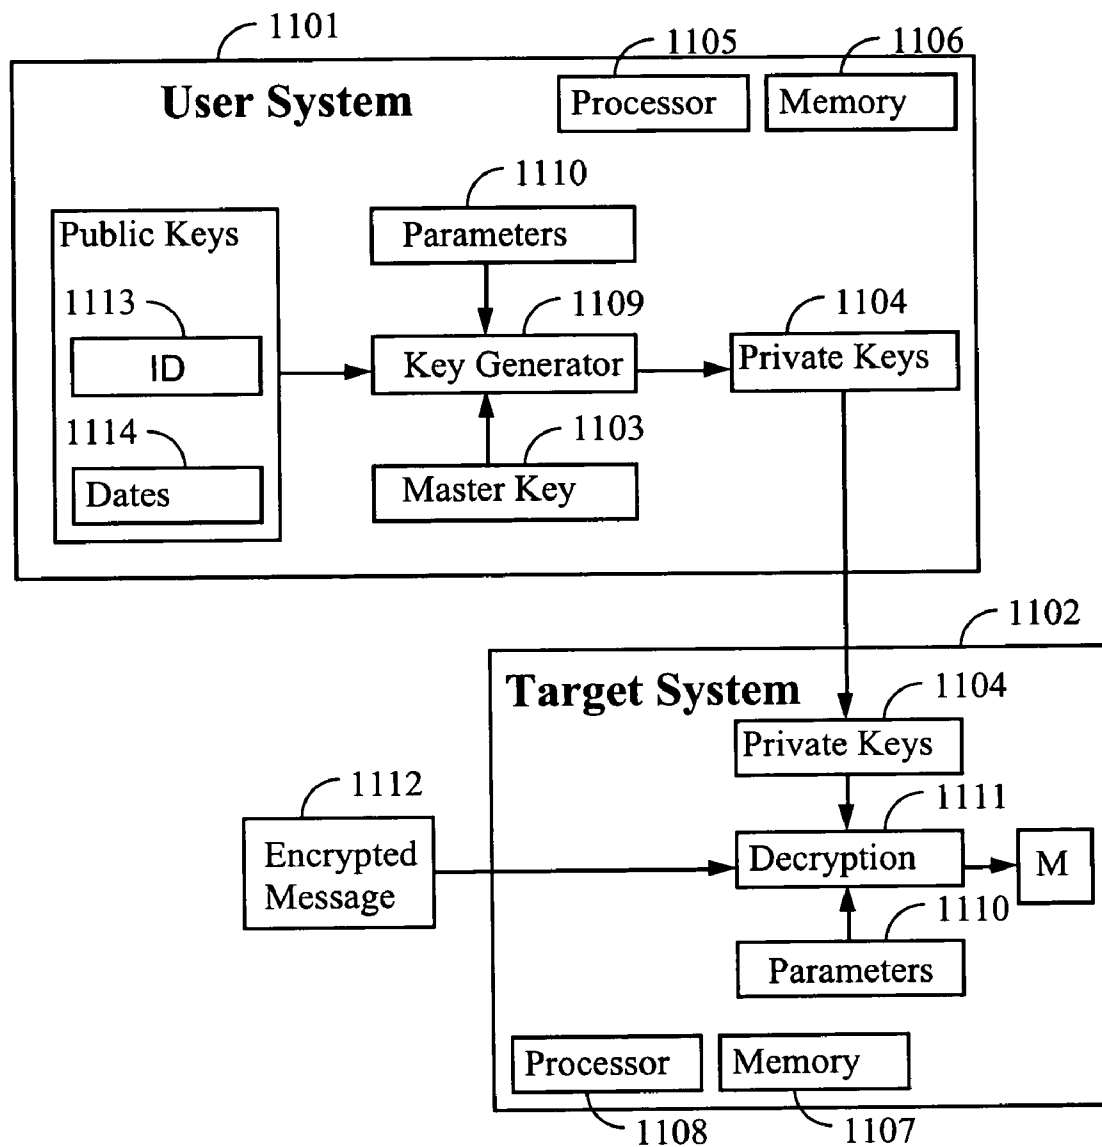 1101
1105
1106
User System
Processor
Memory
1110
Public Keys
Parameters
1113
1109
1104
ID
Key Generator
Private Keys
1114
1103
Dates
Master Key
1102
Target System
1104
Private Keys
1112
1111
Encrypted
Message
Decryption
M
1110
Parameters
Processor
Memory
1108
1107